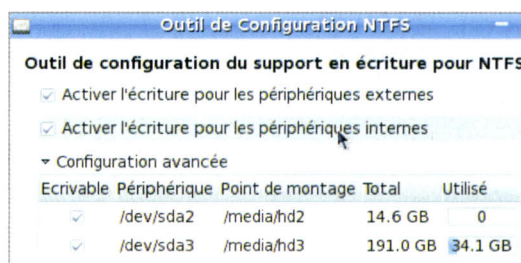 Outil de Configuration NTFS
Outil de configuration du support en écriture pour NTFS
Activer l'écriture pour les périphériques externes
Activer l'écriture pour les périphériques internes
Configuration avancée
Ecrivable Périphérique Point de montage Total Utilisé
/dev/sda2 /media/hd2 14.6 GB 0
/dev/sda3 /media/hd3 191.0 GB 34.1 GB